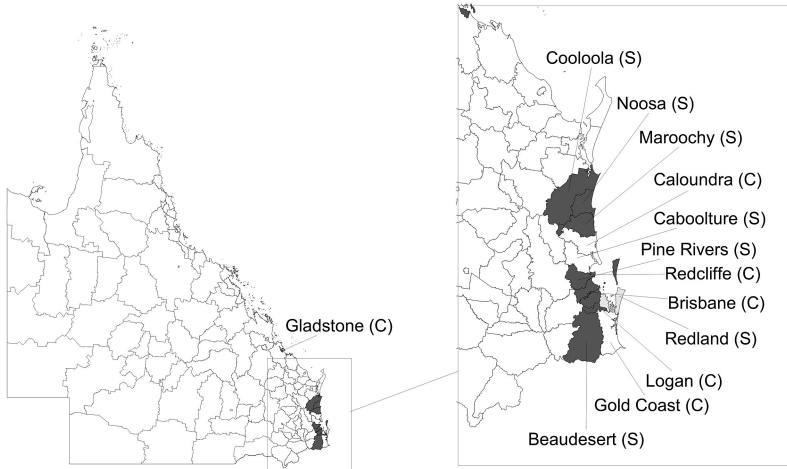 Gladstone (C)
Cooloola (S)
Noosa (S)
Maroochy (S)
Caloundra (C)
Caboolture (S)
Pine Rivers (S)
Redcliffe (C)
Brisbane (C)
Redland (S)
Logan (C)
Gold Coast (C)
Beaudesert (S)